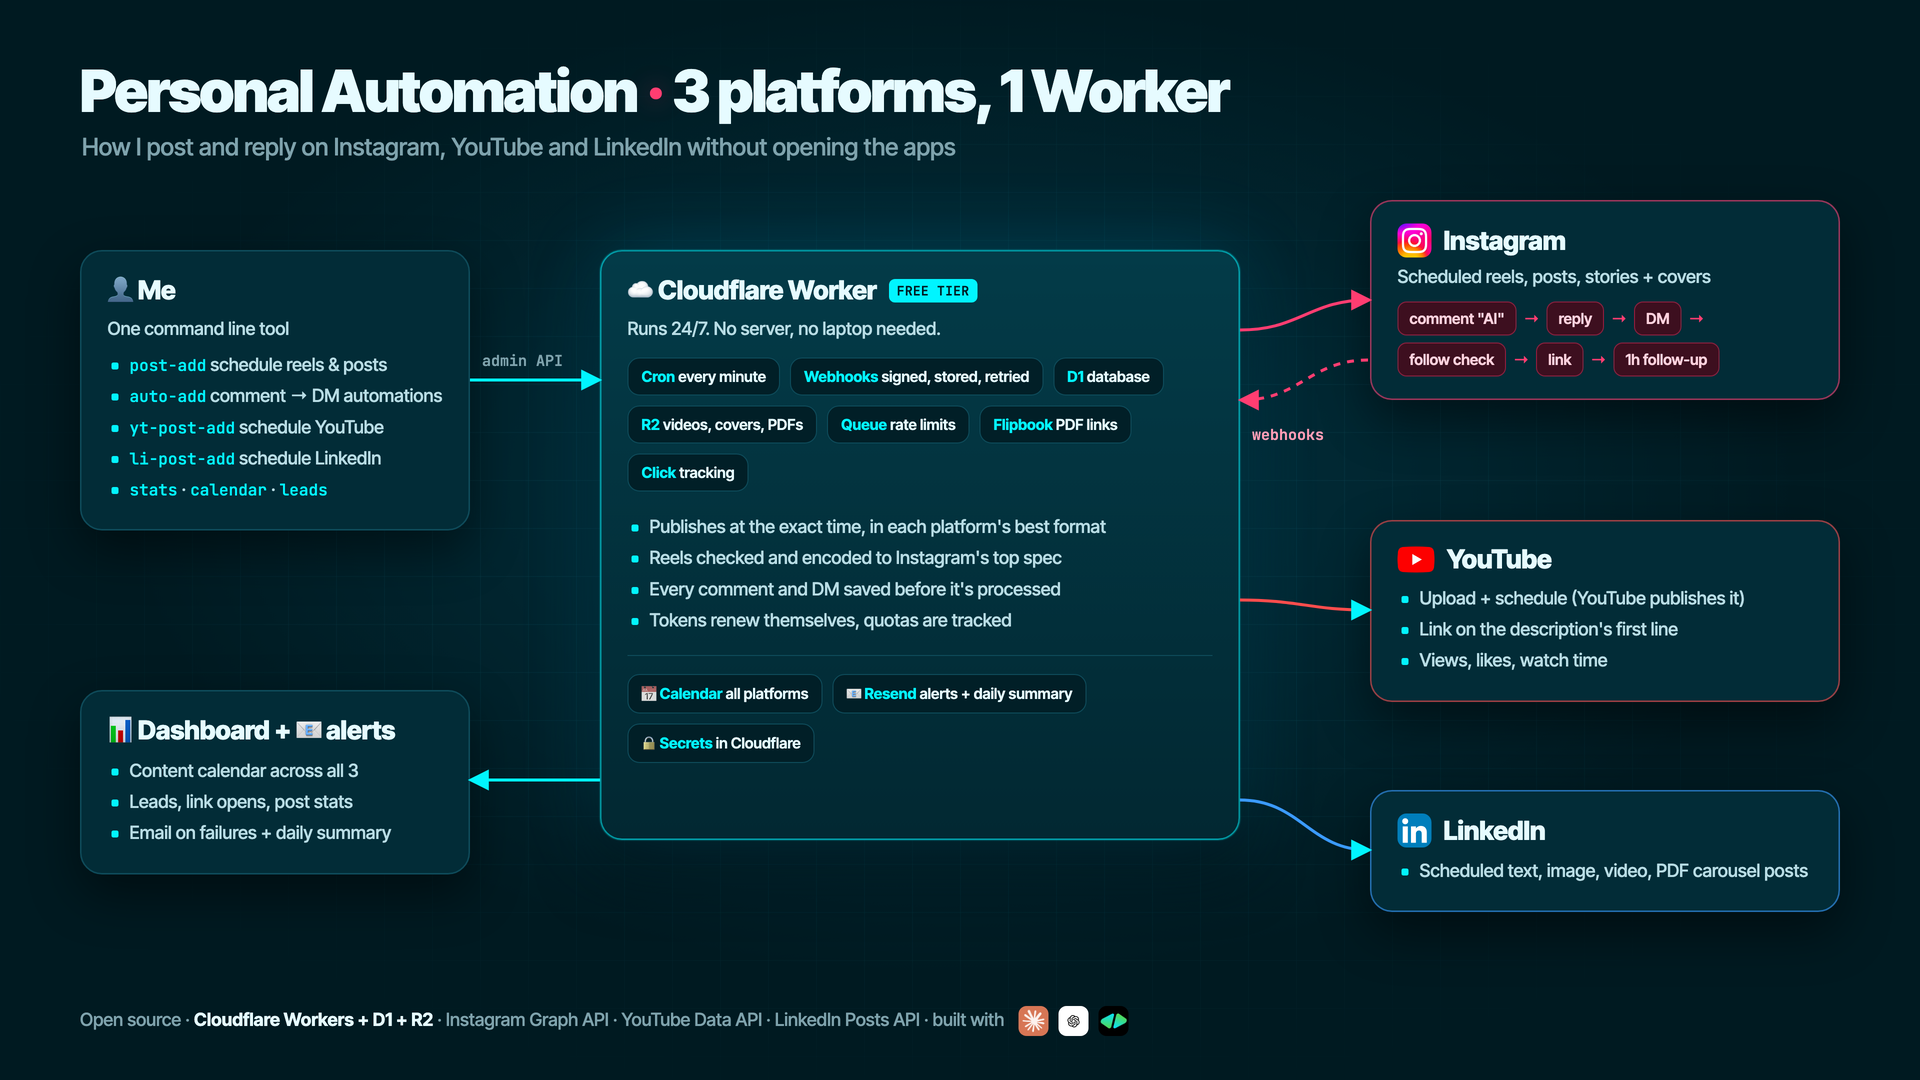 Personal Automation · 3 platforms, 1 Worker
How I post and reply on Instagram, YouTube and LinkedIn without opening the apps
Me
One command line tool
post-add schedule reels & posts
auto-add comment → DM automations
yt-post-add schedule YouTube
li-post-add schedule LinkedIn
stats · calendar · leads
admin API
Dashboard + alerts
Content calendar across all 3
Leads, link opens, post stats
Email on failures + daily summary
Cloudflare Worker FREE TIER
Runs 24/7. No server, no laptop needed.
Cron every minute
Webhooks signed, stored, retried
D1 database
R2 videos, covers, PDFs
Queue rate limits
Flipbook PDF links
Click tracking
Publishes at the exact time, in each platform's best format
Reels checked and encoded to Instagram's top spec
Every comment and DM saved before it's processed
Tokens renew themselves, quotas are tracked
Calendar all platforms
Resend alerts + daily summary
Secrets in Cloudflare
webhooks
Instagram
Scheduled reels, posts, stories + covers
comment "AI" → reply → DM →
follow check → link → 1h follow-up
YouTube
Upload + schedule (YouTube publishes it)
Link on the description's first line
Views, likes, watch time
LinkedIn
Scheduled text, image, video, PDF carousel posts
Open source · Cloudflare Workers + D1 + R2 · Instagram Graph API · YouTube Data API · LinkedIn Posts API · built with